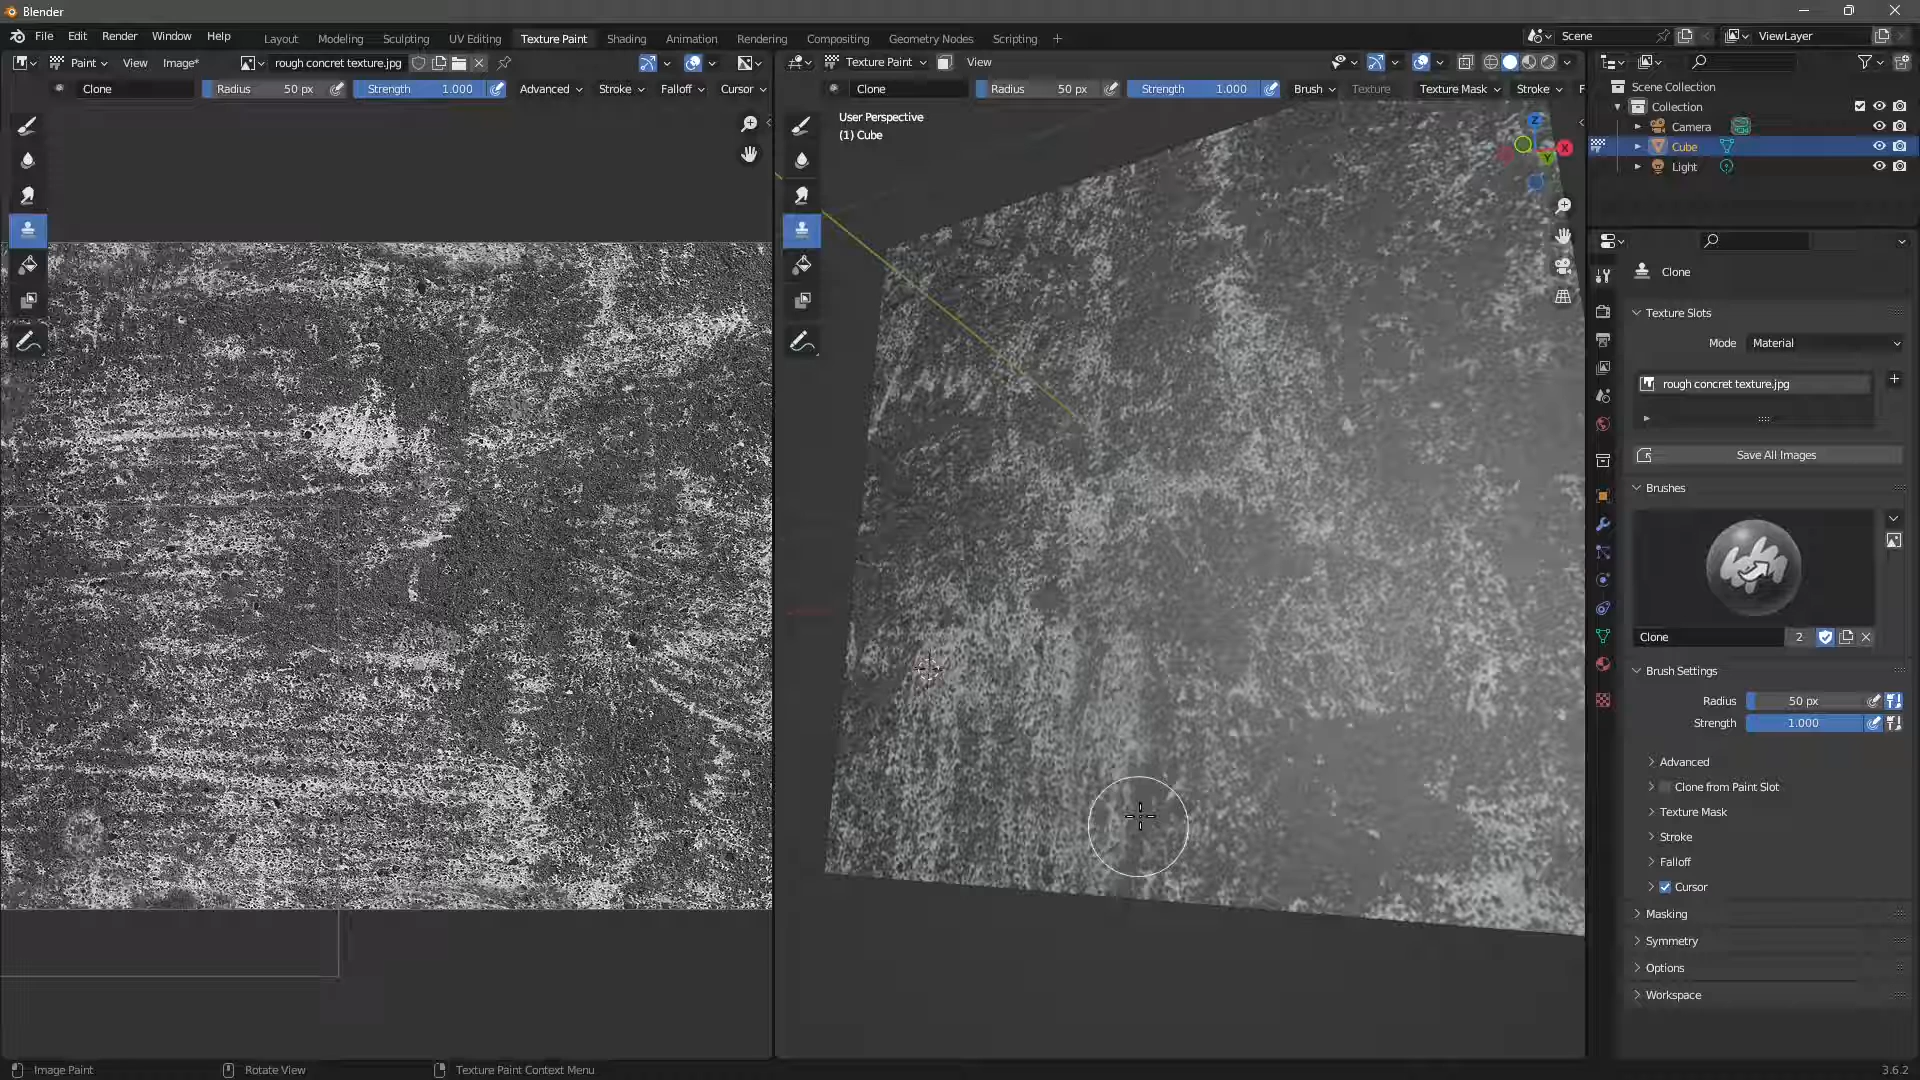 Blender
File Edit Render Window Help
Layout Modeling Sculpting UV Editing Texture Paint Shading Animation Rendering Compositing Geometry Nodes Scripting +
Scene ViewLayer
Paint View Image* rough concret texture.jpg
Texture Paint View
Clone Radius 50 px Strength 1.000 Advanced Stroke Falloff Cursor
Clone Radius 50 px Strength 1.000 Brush Texture Texture Mask Stroke F
User Perspective
(1) Cube
Z
X
Y
Scene Collection
Collection
Camera
Cube
Light
Clone
Texture Slots
Mode Material
rough concret texture.jpg
Save All Images
Brushes
Clone 2
Brush Settings
Radius 50 px
Strength 1.000
Advanced
Clone from Paint Slot
Texture Mask
Stroke
Falloff
Cursor
Masking
Symmetry
Options
Workspace
Image Paint Rotate View Texture Paint Context Menu 3.6.2